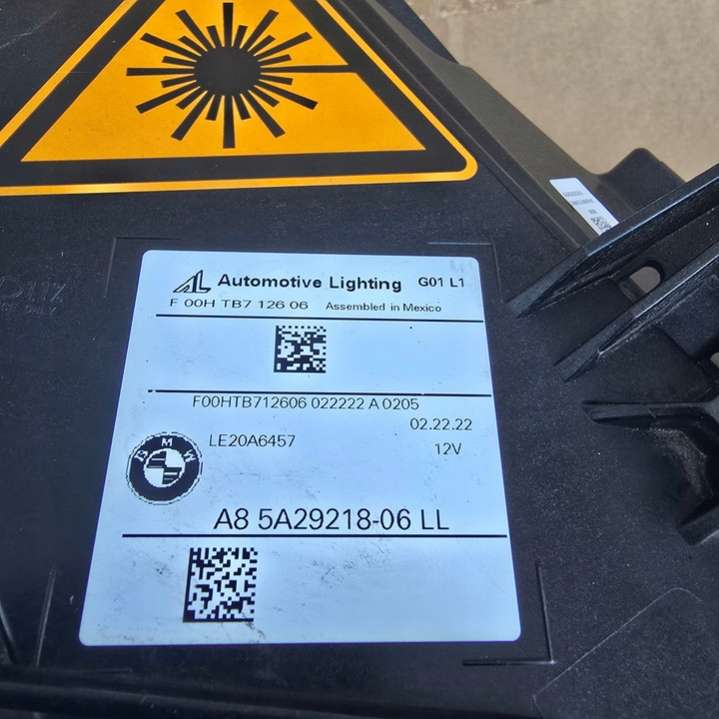 Automotive Lighting G01 L1
F 00H TB7 126 06 Assembled in Mexico
F00HTB712606 022222 A 0205
02.22.22
LE20A6457 12V
BMW
A8 5A29218-06 LL